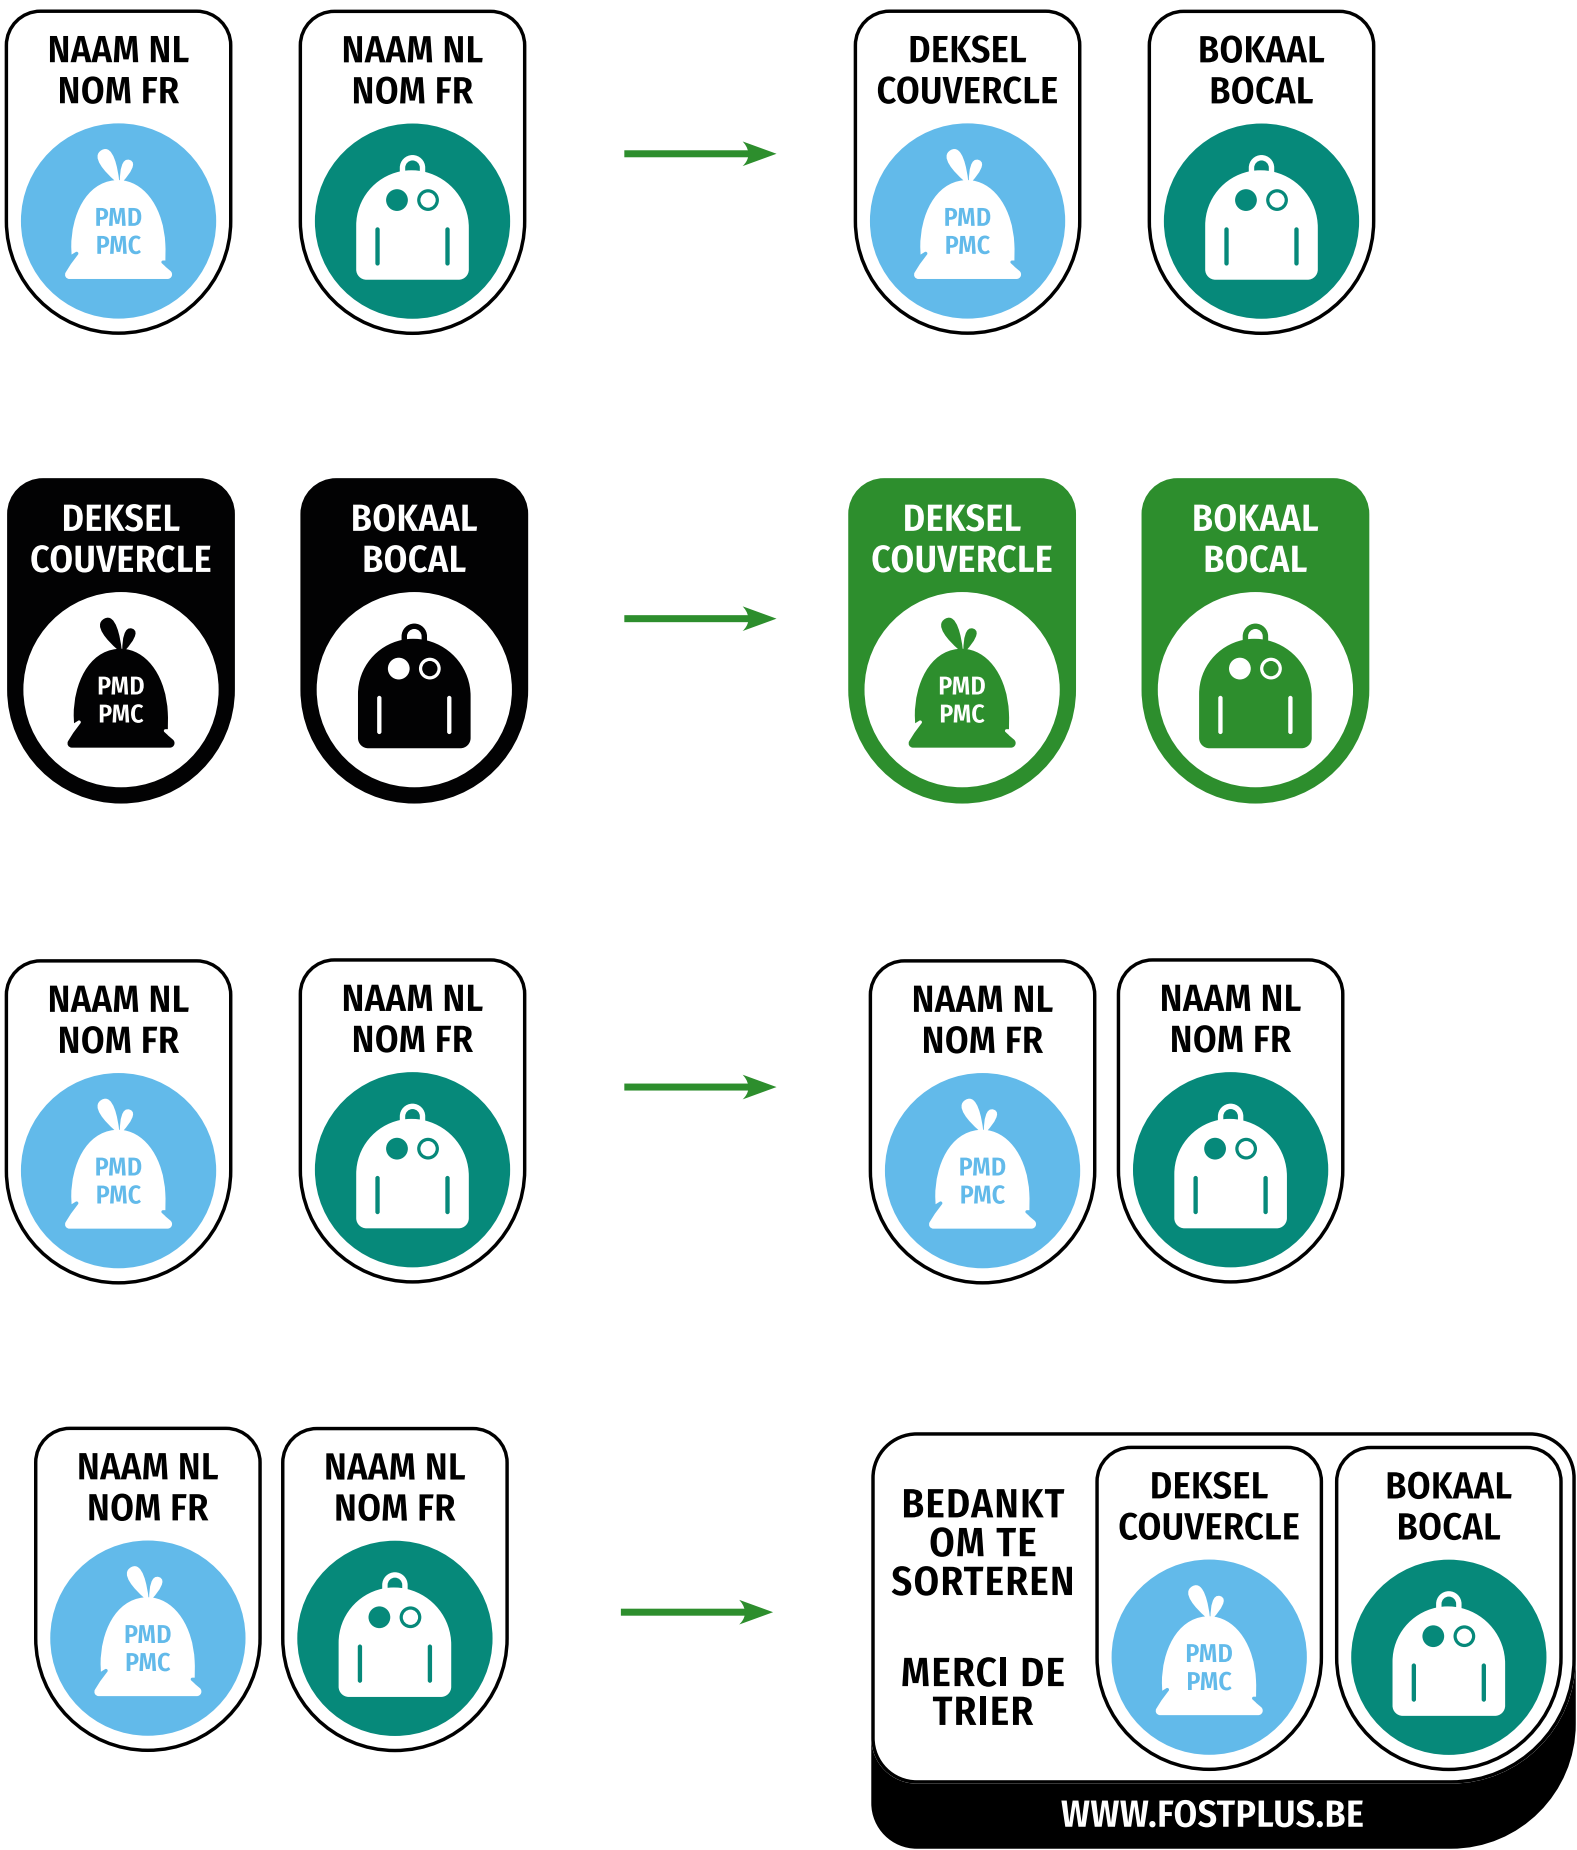 NAAM NL
NOM FR
PMD
PMC
NAAM NL
NOM FR
DEKSEL
COUVERCLE
PMD
PMC
BOKAAL
BOCAL
DEKSEL
COUVERCLE
PMD
PMC
BOKAAL
BOCAL
DEKSEL
COUVERCLE
PMD
PMC
BOKAAL
BOCAL
NAAM NL
NOM FR
PMD
PMC
NAAM NL
NOM FR
NAAM NL
NOM FR
PMD
PMC
NAAM NL
NOM FR
NAAM NL
NOM FR
PMD
PMC
NAAM NL
NOM FR
BEDANKT
OM TE
SORTEREN
MERCI DE
TRIER
DEKSEL
COUVERCLE
PMD
PMC
BOKAAL
BOCAL
WWW.FOSTPLUS.BE